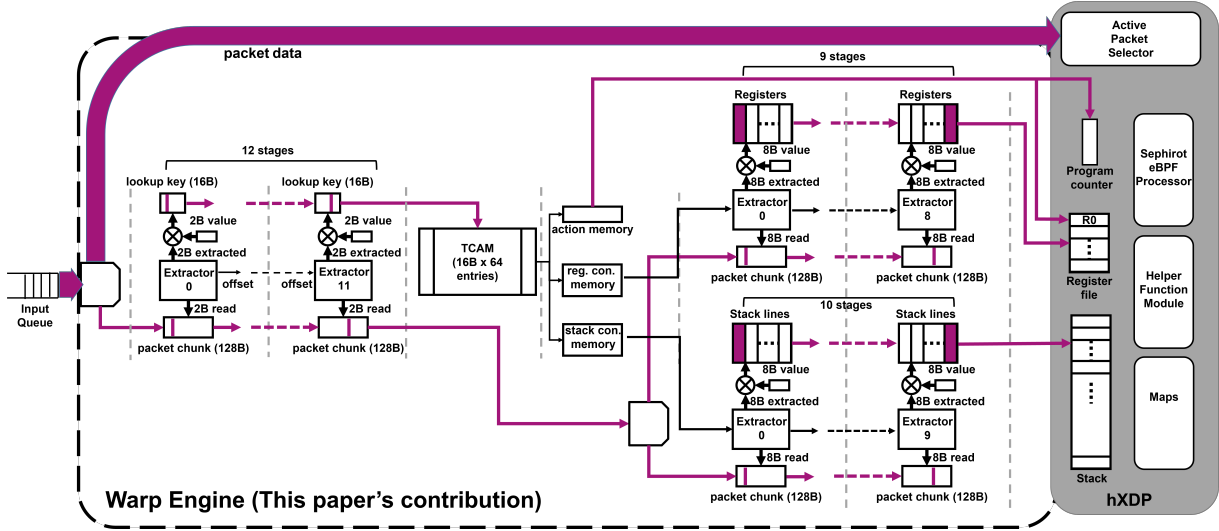 packet data
Active
Packet
Selector
9 stages
Registers
Registers
8B value
8B value
8B extracted
8B extracted
Program
counter
Sephirot
eBPF
Processor
12 stages
lookup key (16B)
lookup key (16B)
2B value
2B value
2B extracted
2B extracted
Extractor
0
offset
offset
Extractor
11
2B read
2B read
packet chunk (128B)
packet chunk (128B)
Input
Queue
TCAM
(16B x 64
entries)
action memory
reg. con.
memory
stack con.
memory
Extractor
0
Extractor
8
8B read
8B read
packet chunk (128B)
packet chunk (128B)
R0
Register
file
Helper
Function
Module
10 stages
Stack lines
Stack lines
8B value
8B value
8B extracted
8B extracted
Extractor
0
Extractor
9
8B read
8B read
packet chunk (128B)
packet chunk (128B)
Maps
Stack
hXDP
Warp Engine (This paper's contribution)